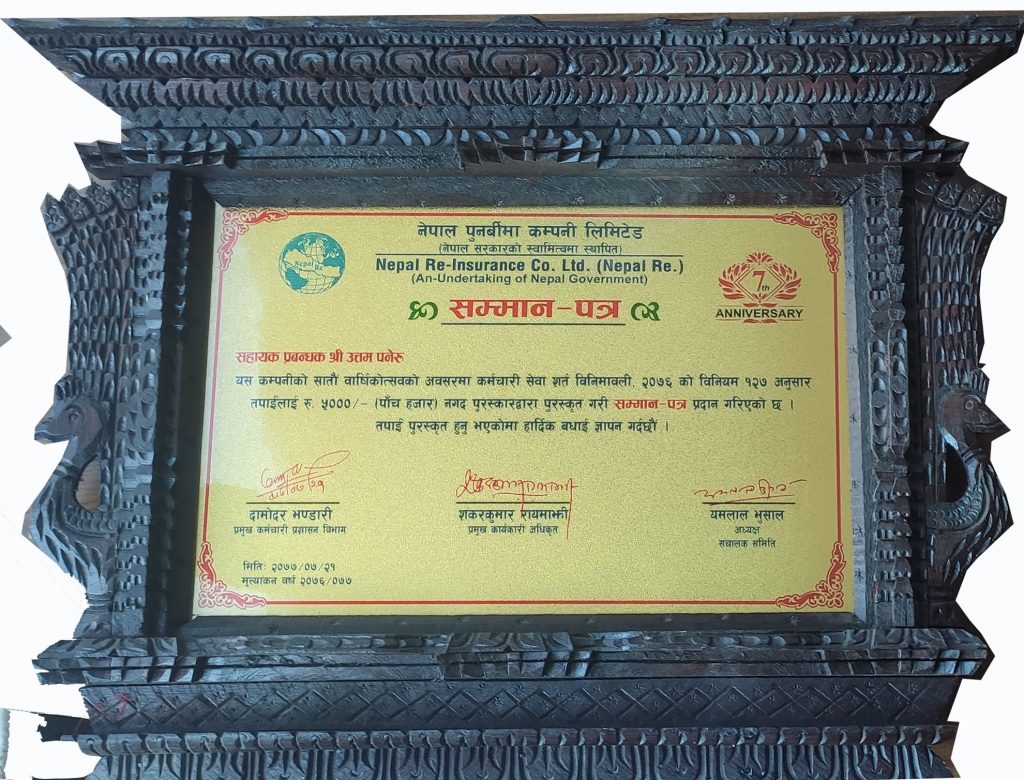 नेपाल पुनर्बीमा कम्पनी लिमिटेड
(नेपाल सरकारको स्वामित्वमा स्थापित)
Nepal Re-Insurance Co. Ltd. (Nepal Re.)
(An-Undertaking of Nepal Government)
Nepal Re
7th
ANNIVERSARY
सम्मान-पत्र
सहायक प्रबन्धक श्री उत्तम पनेरु
यस कम्पनीको सातौं वार्षिकोत्सवको अवसरमा कर्मचारी सेवा शर्त विनिमावली, २०७६ को विनियम १२७ अनुसार
तपाईंलाई रु. ५०००/- (पाँच हजार) नगद पुरस्कारद्वारा पुरस्कृत गरी सम्मान-पत्र प्रदान गरिएको छ ।
तपाईं पुरस्कृत हुनु भएकोमा हार्दिक बधाई ज्ञापन गर्दछौं ।
दामोदर भण्डारी
प्रमुख कर्मचारी प्रशासन विभाग
शंकरकुमार रायमाझी
प्रमुख कार्यकारी अधिकृत
यमलाल भुसाल
अध्यक्ष
संचालक समिति
मितिः २०७७/०७/२१
मूल्यांकन वर्ष २०७६/०७७